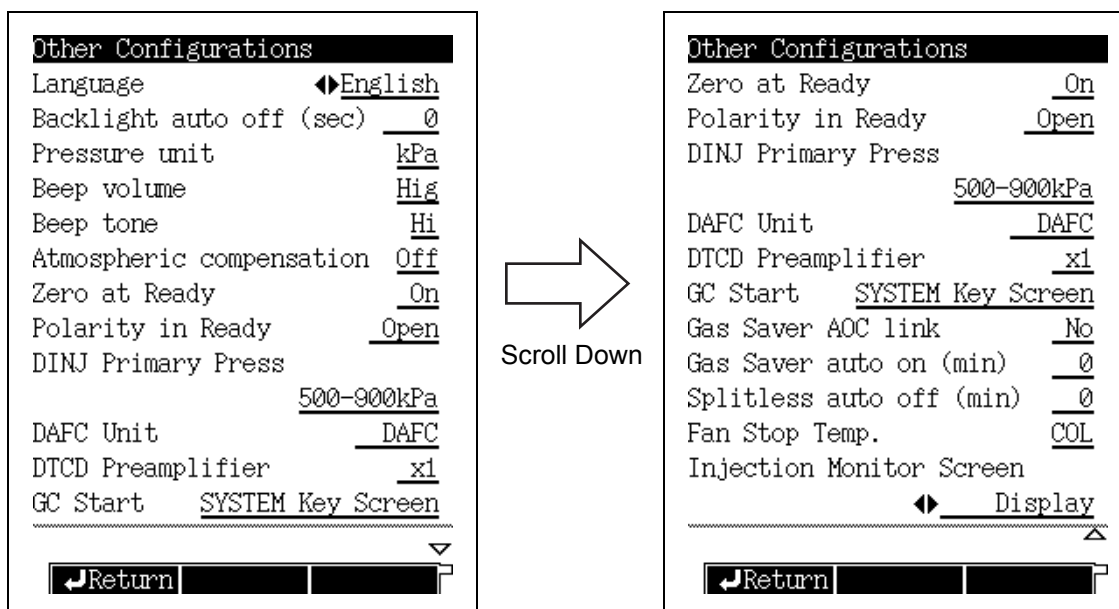 Other Configurations
Language ◀▶English
Backlight auto off (sec) 0
Pressure unit kPa
Beep volume Hig
Beep tone Hi
Atmospheric compensation Off
Zero at Ready On
Polarity in Ready Open
DINJ Primary Press
500-900kPa
DAFC Unit DAFC
DTCD Preamplifier x1
GC Start SYSTEM Key Screen
Return
Scroll Down
Other Configurations
Zero at Ready On
Polarity in Ready Open
DINJ Primary Press
500-900kPa
DAFC Unit DAFC
DTCD Preamplifier x1
GC Start SYSTEM Key Screen
Gas Saver AOC link No
Gas Saver auto on (min) 0
Splitless auto off (min) 0
Fan Stop Temp. COL
Injection Monitor Screen
◀▶ Display
Return